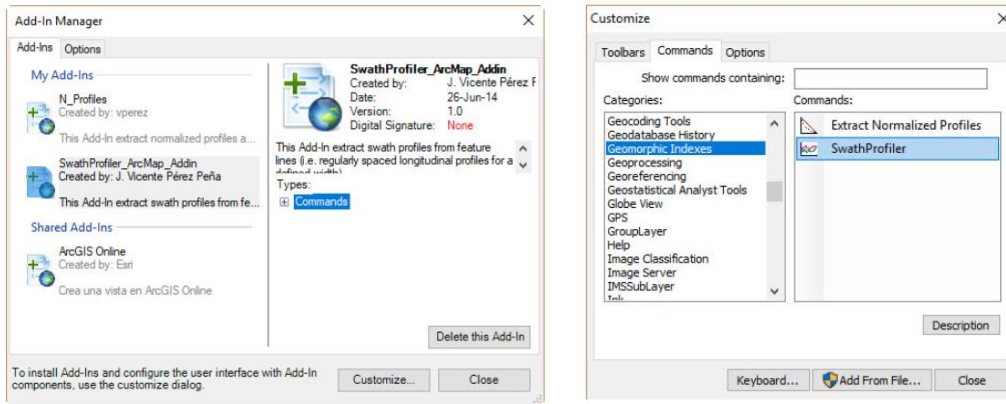 Add-In Manager
Add-Ins Options
My Add-Ins
N_Profiles
Created by: vperez
This Add-In extract normalized profiles a...
SwathProfiler_ArcMap_Addin
Created by: J. Vicente Pérez Peña
This Add-In extract swath profiles from fe...
Shared Add-Ins
ArcGIS Online
Created by: Esri
Crea una vista en ArcGIS Online
SwathProfiler_ArcMap_Addin
Created by: J. Vicente Pérez F
Date: 26-Jun-14
Version: 1.0
Digital Signature: None
This Add-In extract swath profiles from feature
lines (i.e. regularly spaced longitudinal profiles for a
defined width)
Types:
Commands
Delete this Add-In
To install Add-Ins and configure the user interface with Add-In
components, use the customize dialog.
Customize...
Close
Customize
Toolbars Commands Options
Show commands containing:
Categories:
Geocoding Tools
Geodatabase History
Geomorphic Indexes
Geoprocessing
Georeferencing
Geostatistical Analyst Tools
Globe View
GPS
GroupLayer
Help
Image Classification
Image Server
IMSSubLayer
Ink
Commands:
Extract Normalized Profiles
SwathProfiler
Description
Keyboard...
Add From File...
Close